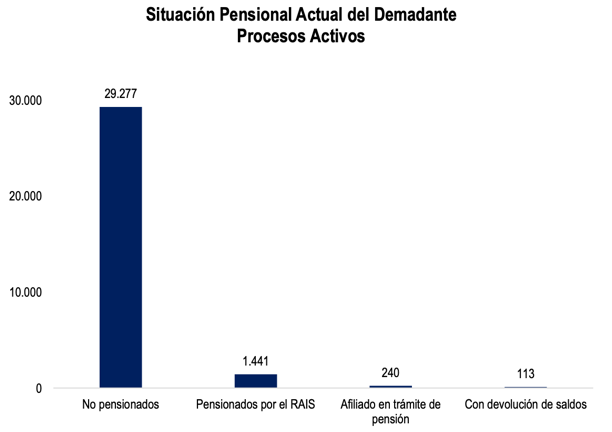 Situación Pensional Actual del Demadante
Procesos Activos
29.277
30.000
20.000
10.000
1.441
240
113
0
No pensionados
Pensionados por el RAIS
Afiliado en trámite de
pensión
Con devolución de saldos